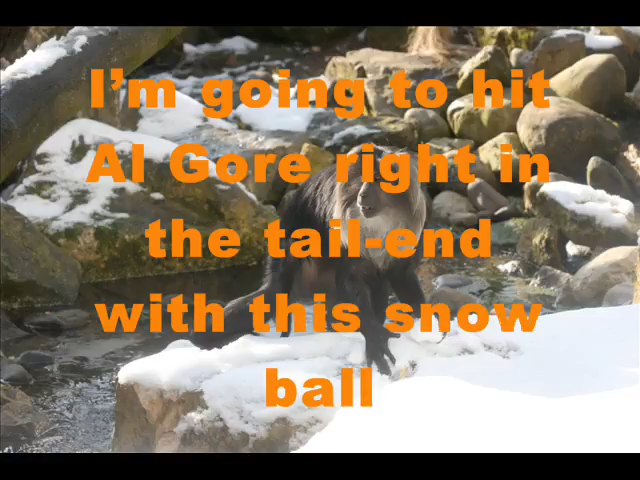 I’m going to hit
Al Gore right in
the tail-end
with this snow
ball